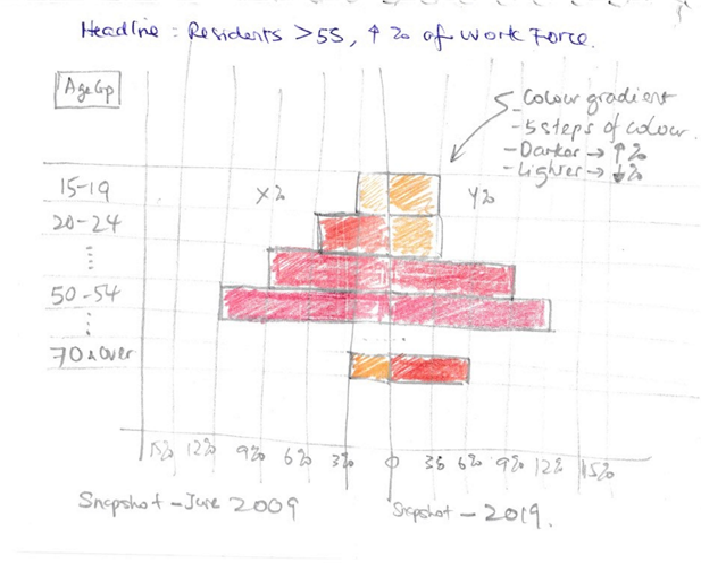 Headline : Residents >55, ↑ % of Work Force.
Age Gp
Colour gradient
- 5 steps of colour.
- Darker → ↑ %
- Lighter → ↓ %
15-19 X% Y%
20-24
50-54
70 & Over
15% 12% 9% 6% 3% 0 3% 6% 9% 12% 15%
Snapshot - June 2009
Snapshot - 2019.